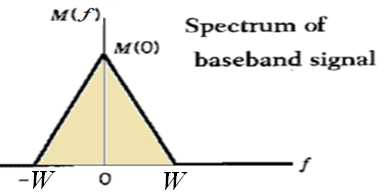 M(f)
Spectrum of
M(0)
baseband signal
-W
0
W
f